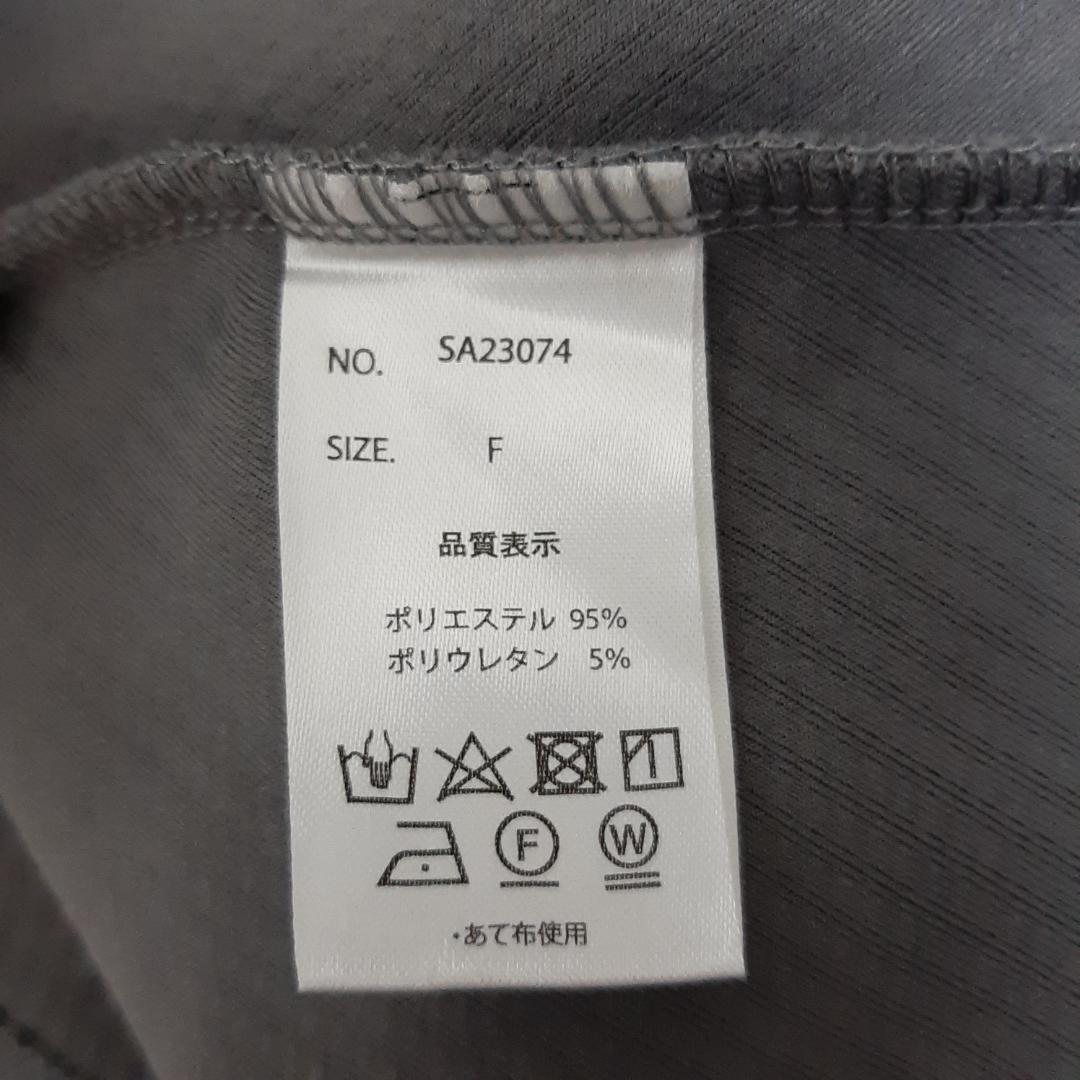 NO. SA23074
SIZE. F
品質表示
ポリエステル 95%
ポリウレタン 5%
F W
・あて布使用